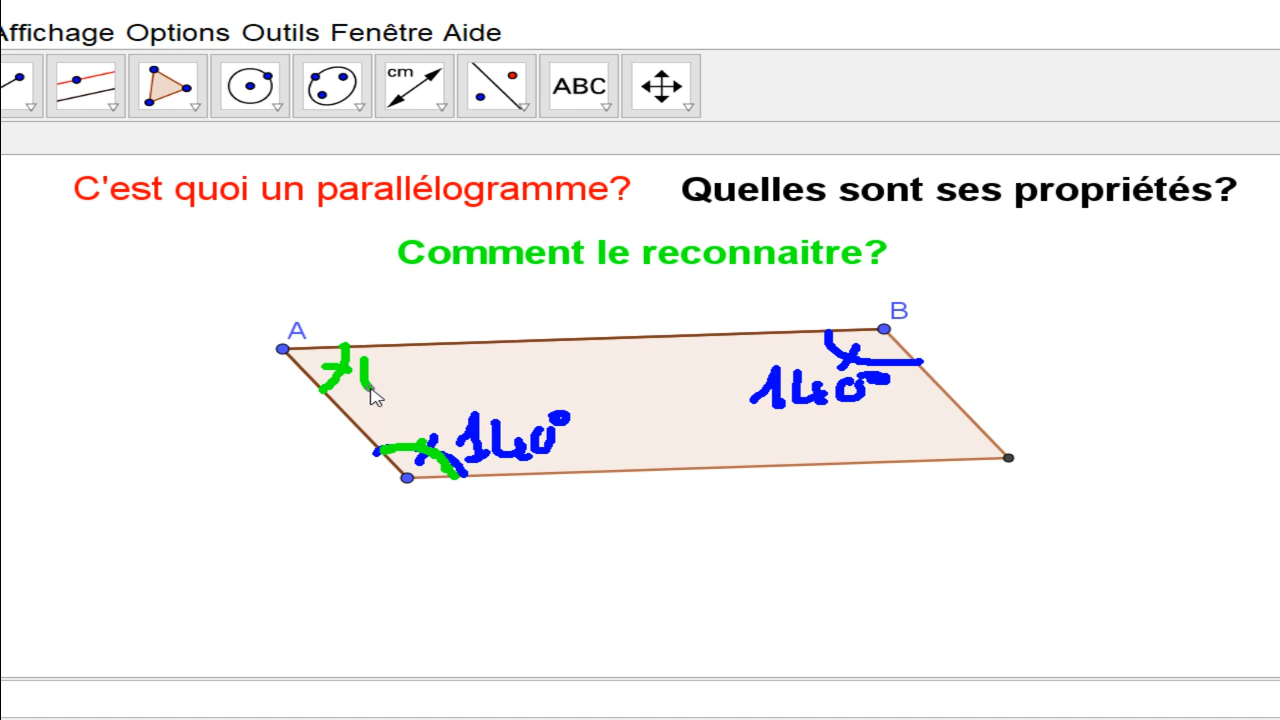 Affichage Options Outils Fenêtre Aide
cm
ABC
C'est quoi un parallélogramme? Quelles sont ses propriétés?
Comment le reconnaitre?
A
B
140°
140°